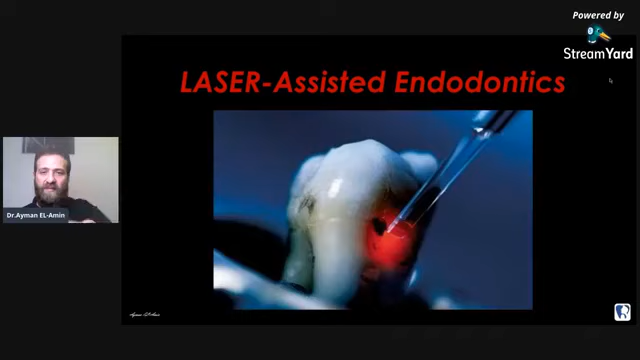 Powered by
StreamYard
LASER-Assisted Endodontics
Dr.Ayman EL-Amin